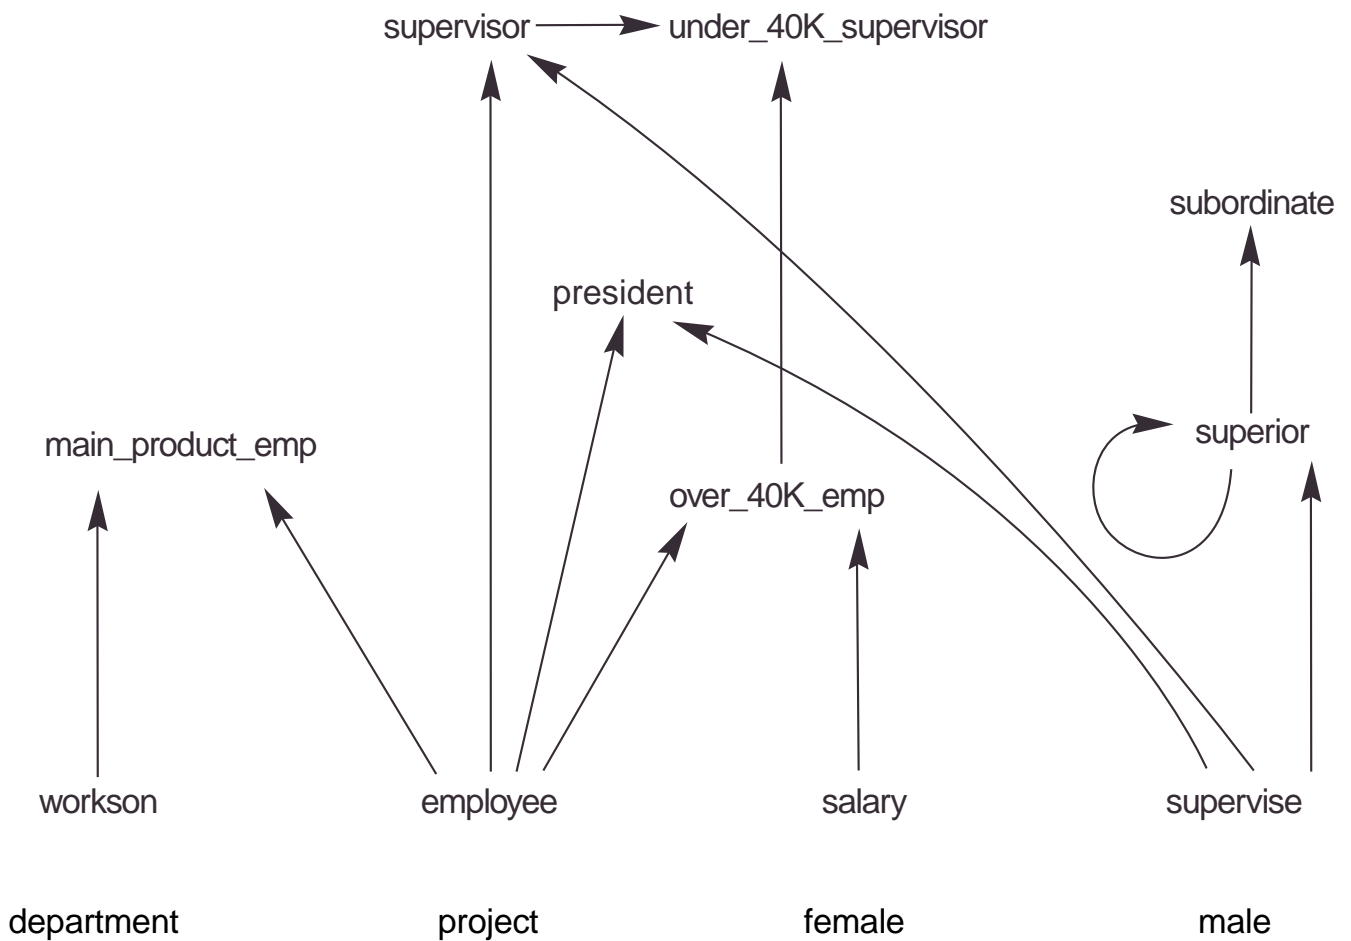 supervisor under_40K_supervisor
subordinate
president
superior
main_product_emp
over_40K_emp
workson employee salary supervise
department project female male